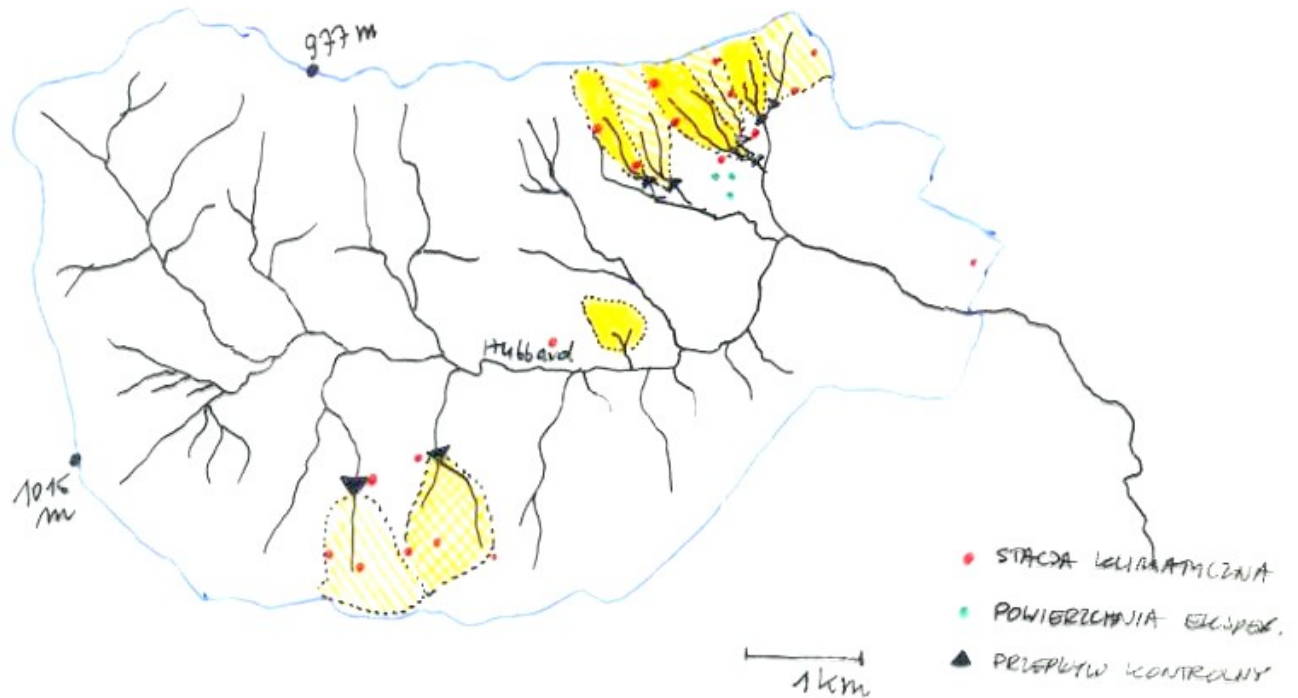 977 m
Hubbard
1015
m
STACJA KLIMATYCZNA
POWIERZCHNIA EKSPER.
PRZEPŁYW KONTROLNY
1 km